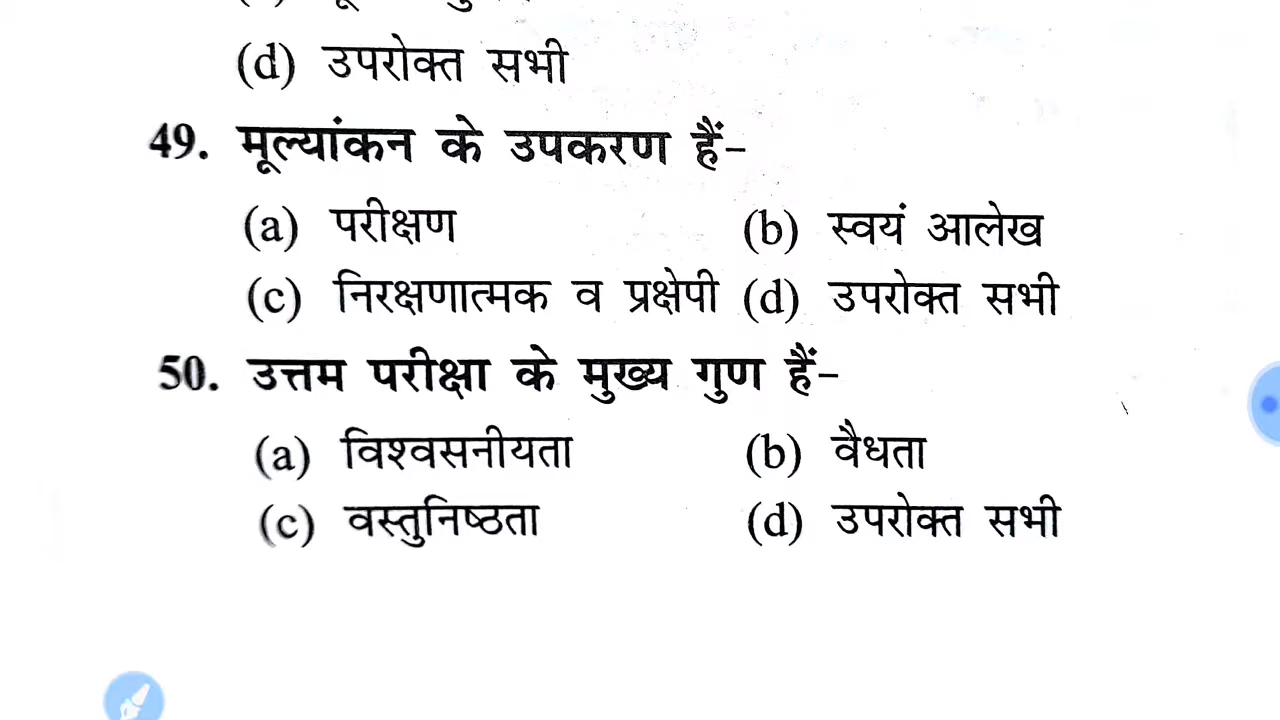 (d) उपरोक्त सभी
49. मूल्यांकन के उपकरण हैं-
(a) परीक्षण (b) स्वयं आलेख
(c) निरक्षणात्मक व प्रक्षेपी (d) उपरोक्त सभी
50. उत्तम परीक्षा के मुख्य गुण हैं-
(a) विश्वसनीयता (b) वैधता
(c) वस्तुनिष्ठता (d) उपरोक्त सभी